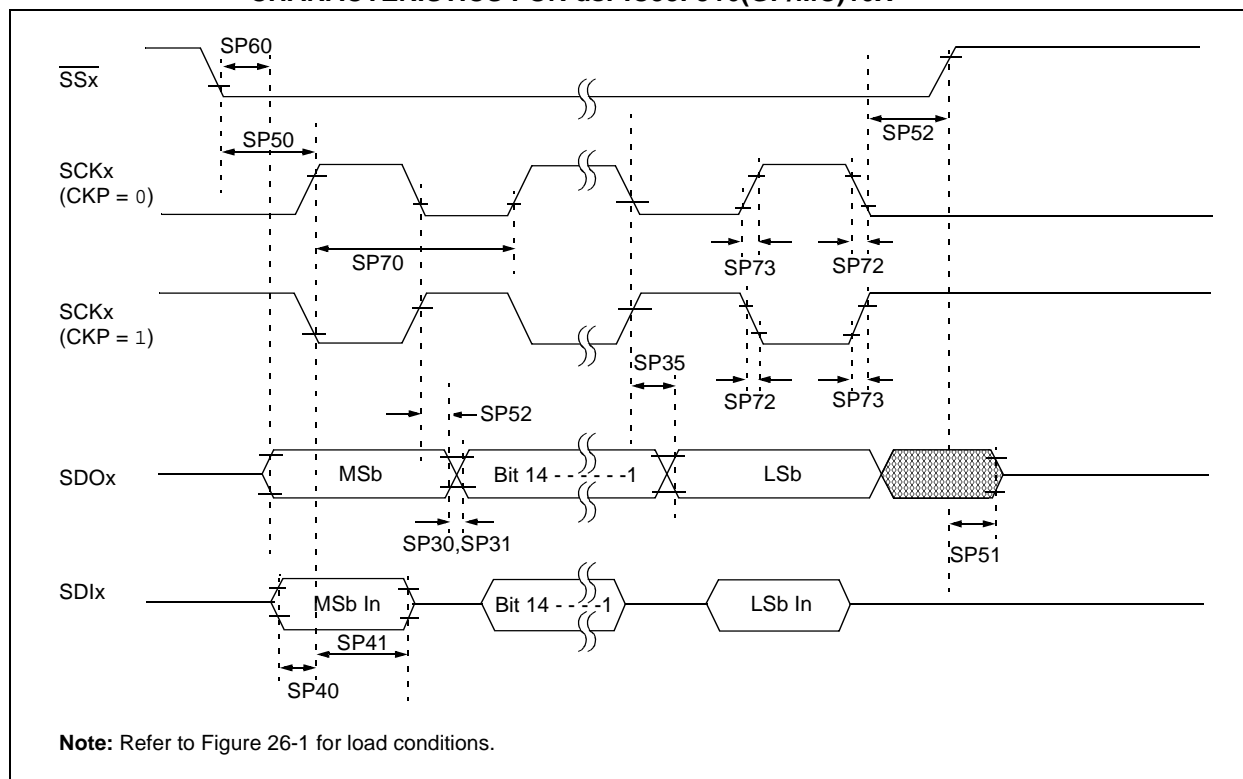 SP60
SSx
SP50
SP52
SCKx
(CKP = 0)
SP70
SP73
SP72
SCKx
(CKP = 1)
SP35
SP72
SP73
SP52
SDOx
MSb
Bit 14 - - - - - -1
LSb
SP30,SP31
SP51
SDIx
MSb In
Bit 14 - - - -1
LSb In
SP41
SP40
Note: Refer to Figure 26-1 for load conditions.